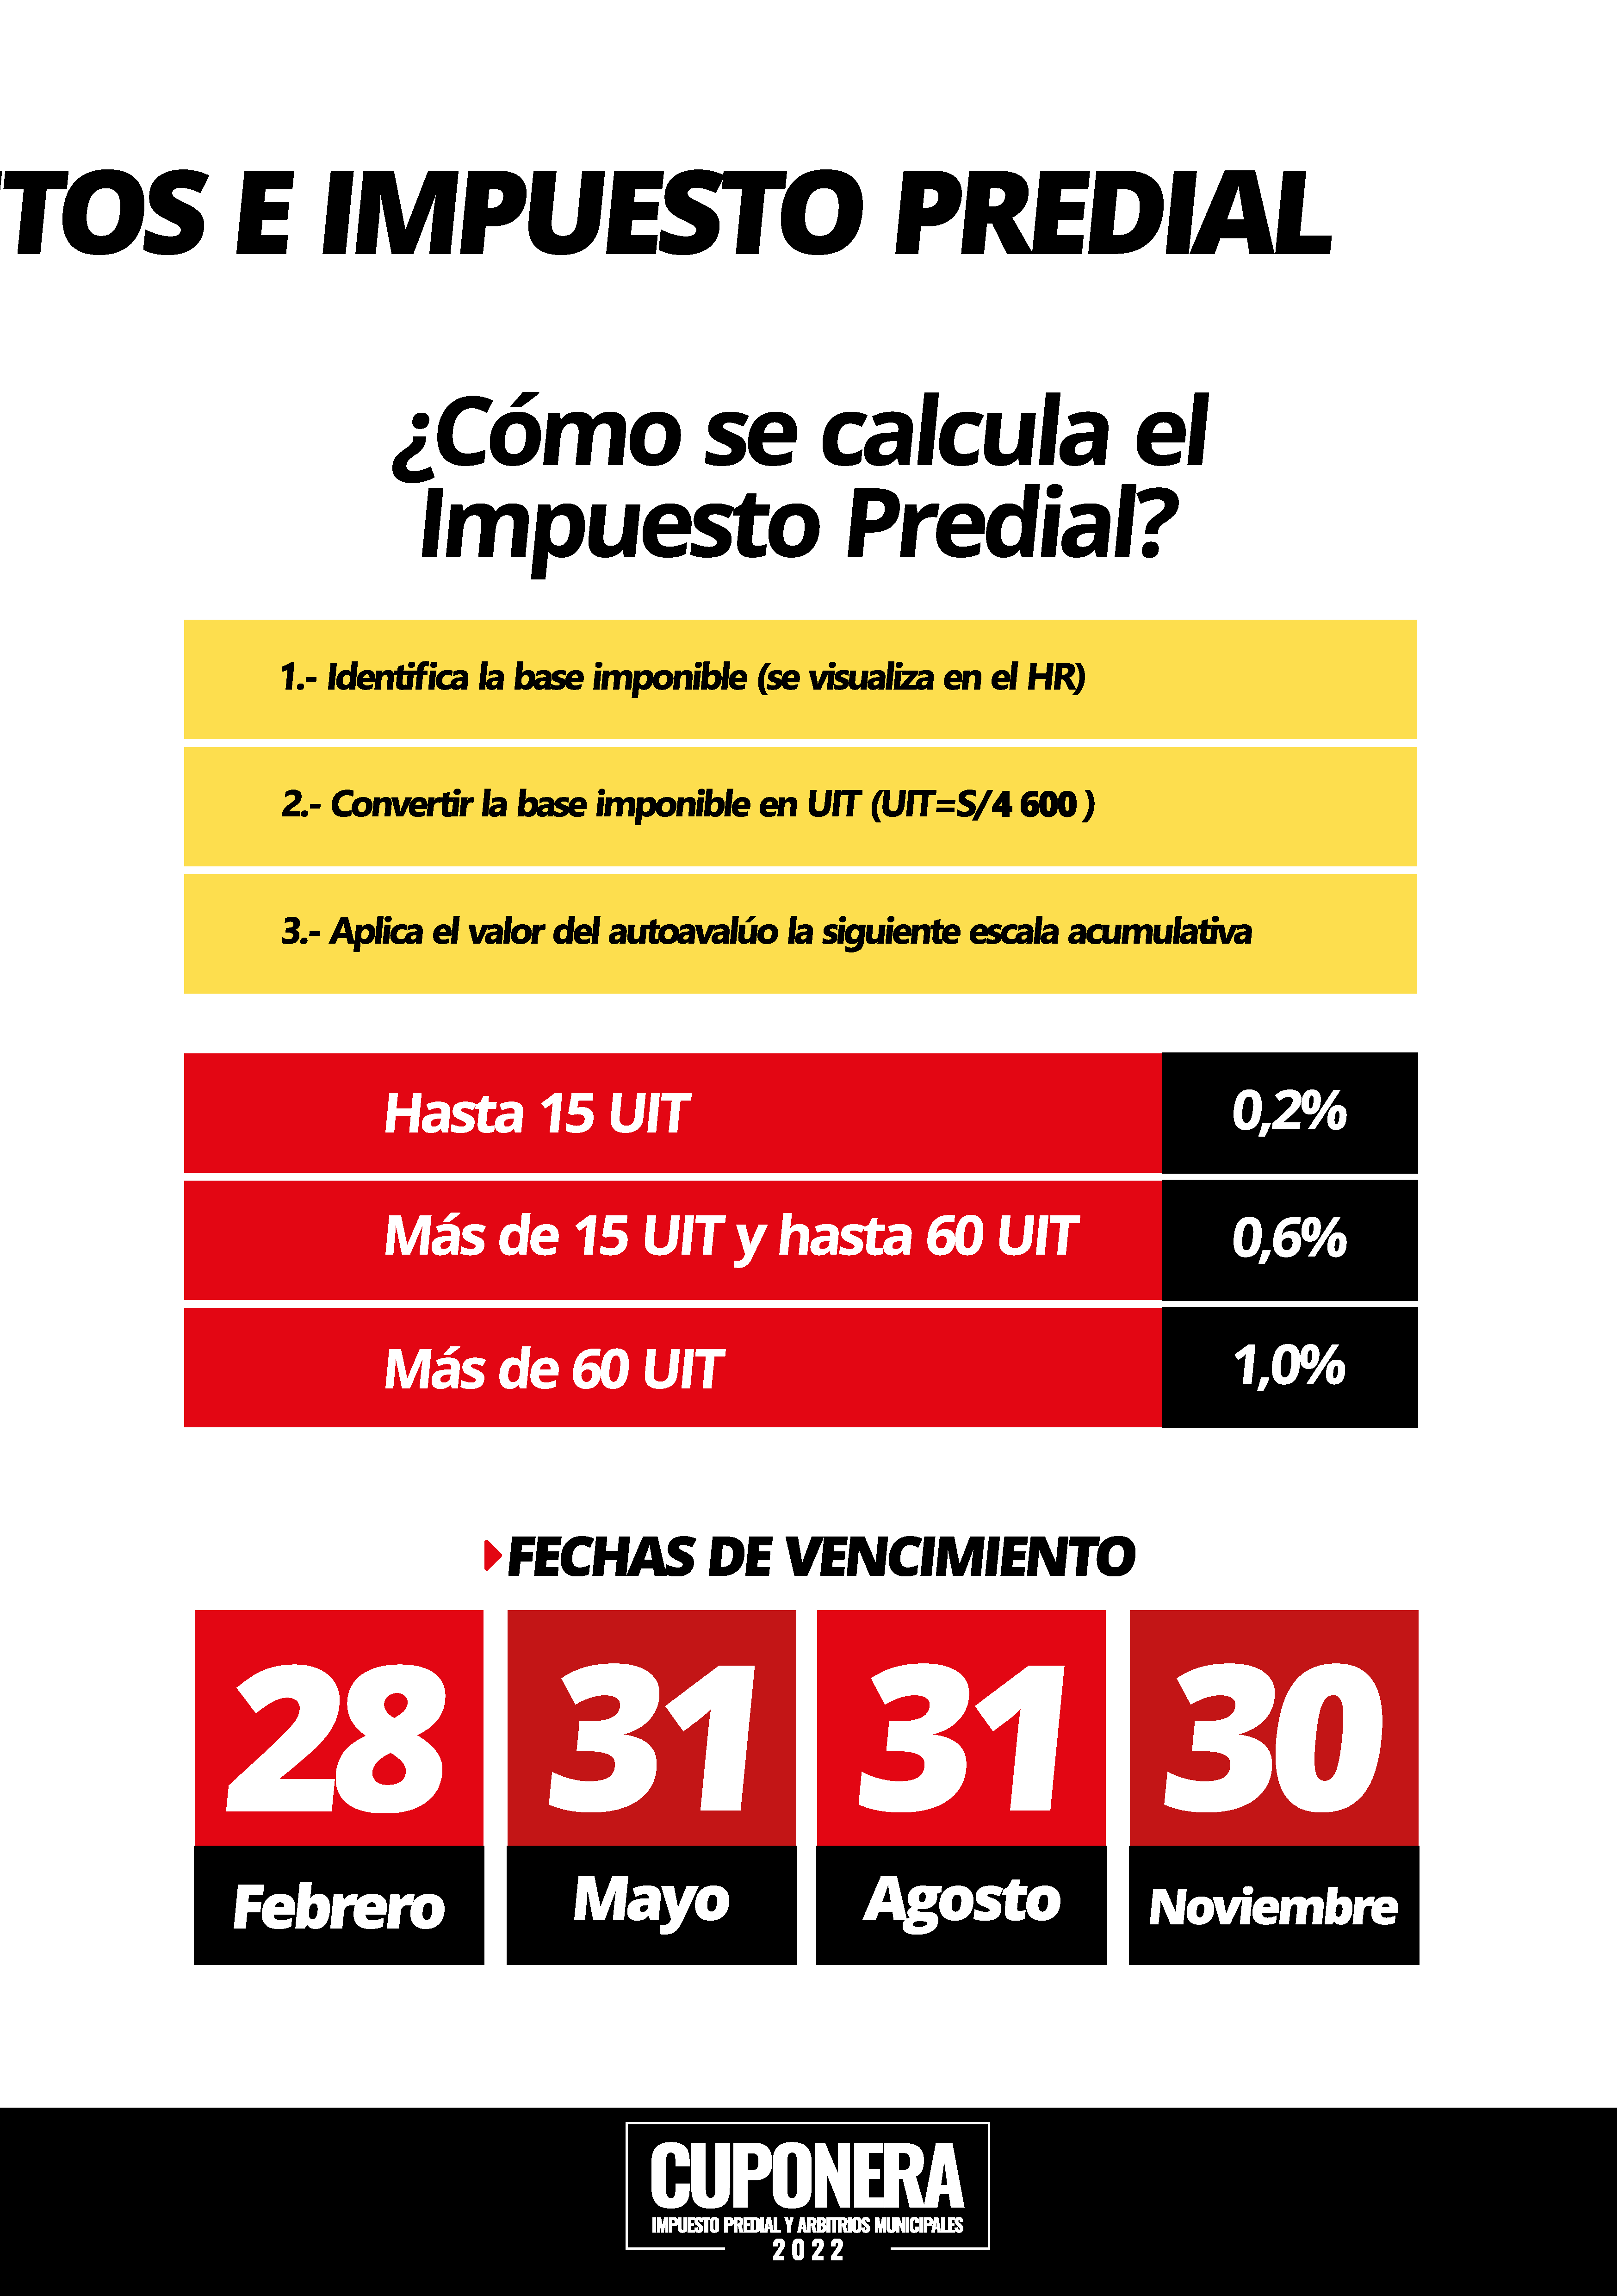 TOS E IMPUESTO PREDIAL
¿Cómo se calcula el
Impuesto Predial?
1.- Identifica la base imponible (se visualiza en el HR)
2.- Convertir la base imponible en UIT (UIT=S/4 600 )
3.- Aplica el valor del autoavalúo la siguiente escala acumulativa
Hasta 15 UIT 0,2%
Más de 15 UIT y hasta 60 UIT 0,6%
Más de 60 UIT 1,0%
FECHAS DE VENCIMIENTO
28 31 31 30
Febrero Mayo Agosto Noviembre
CUPONERA
IMPUESTO PREDIAL Y ARBITRIOS MUNICIPALES
2022